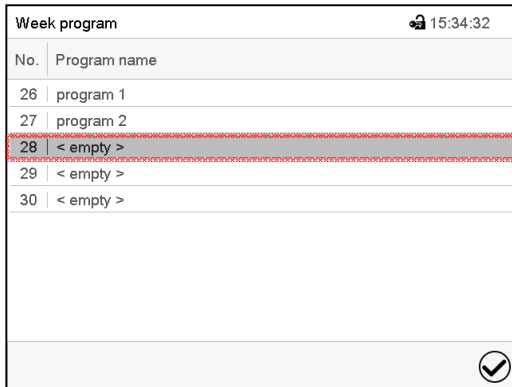 Week program 15:34:32
No. Program name
26 program 1
27 program 2
28 < empty >
29 < empty >
30 < empty >